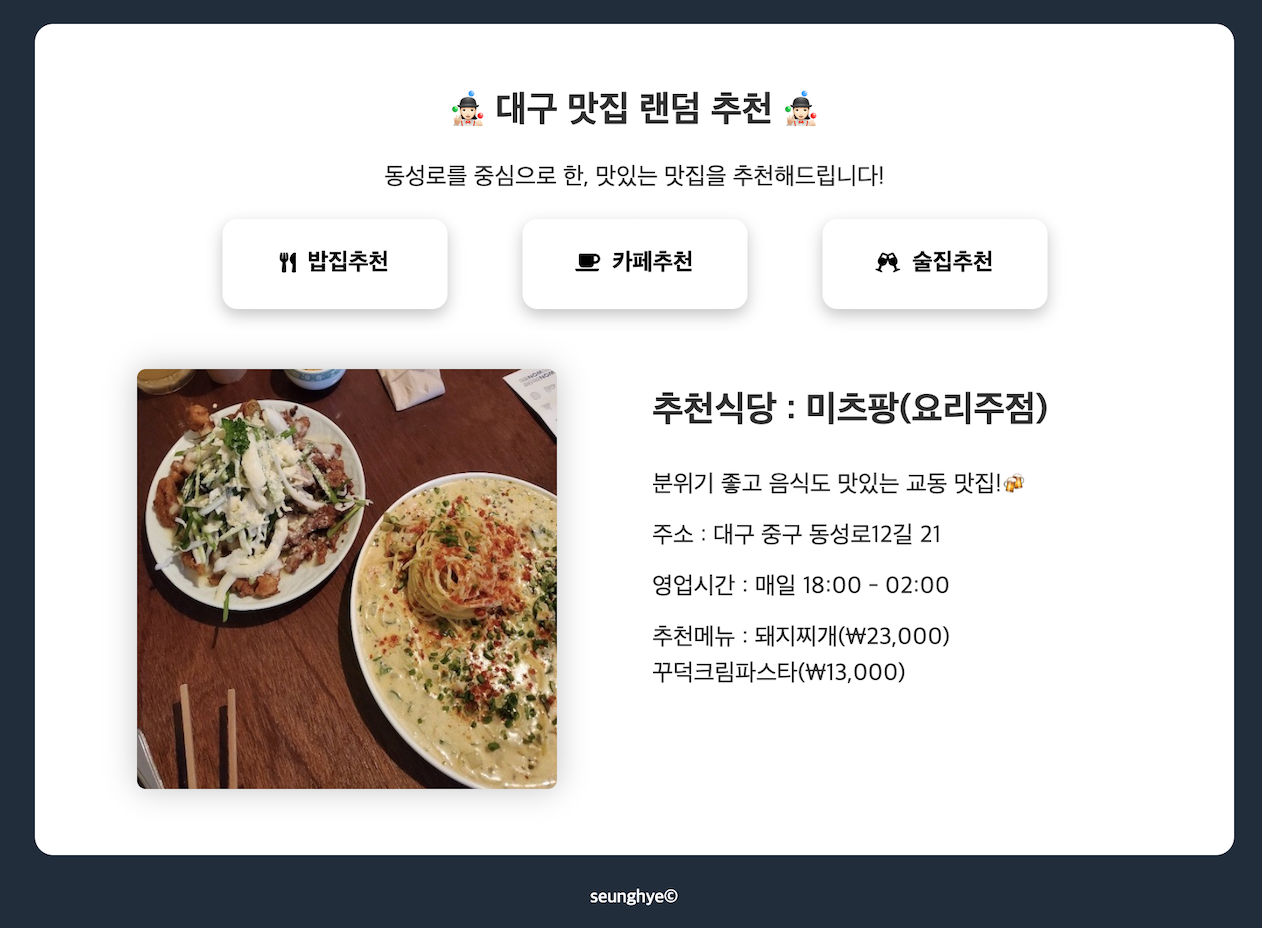 🤹🏻 대구 맛집 랜덤 추천 🤹🏻
동성로를 중심으로 한, 맛있는 맛집을 추천해드립니다!
밥집추천
카페추천
술집추천
추천식당 : 미츠팡(요리주점)
분위기 좋고 음식도 맛있는 교동 맛집!🍻
주소 : 대구 중구 동성로12길 21
영업시간 : 매일 18:00 - 02:00
추천메뉴 : 돼지찌개(₩23,000)
꾸덕크림파스타(₩13,000)
seunghye©